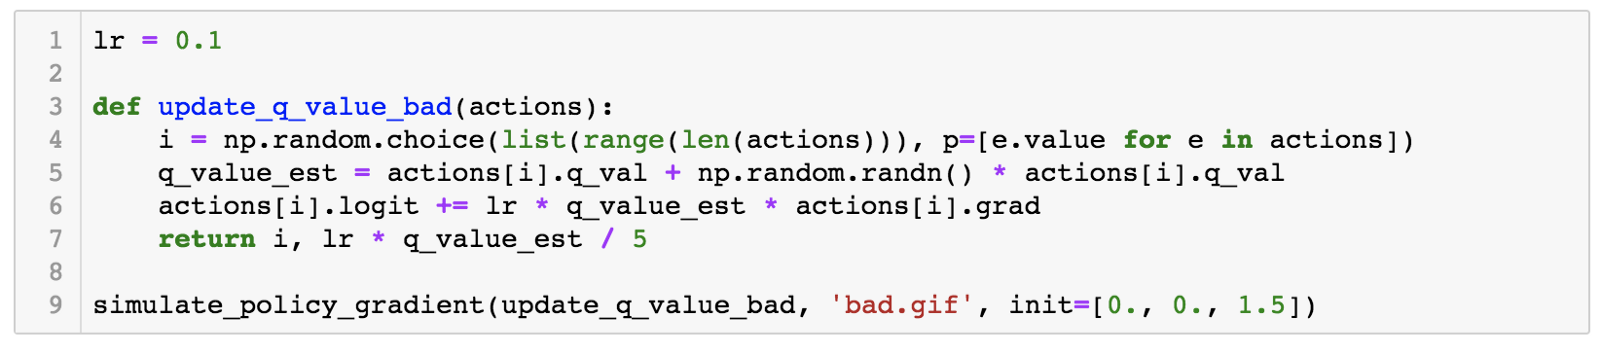 1 lr = 0.1
2
3 def update_q_value_bad(actions):
4     i = np.random.choice(list(range(len(actions))), p=[e.value for e in actions])
5     q_value_est = actions[i].q_val + np.random.randn() * actions[i].q_val
6     actions[i].logit += lr * q_value_est * actions[i].grad
7     return i, lr * q_value_est / 5
8
9 simulate_policy_gradient(update_q_value_bad, 'bad.gif', init=[0., 0., 1.5])